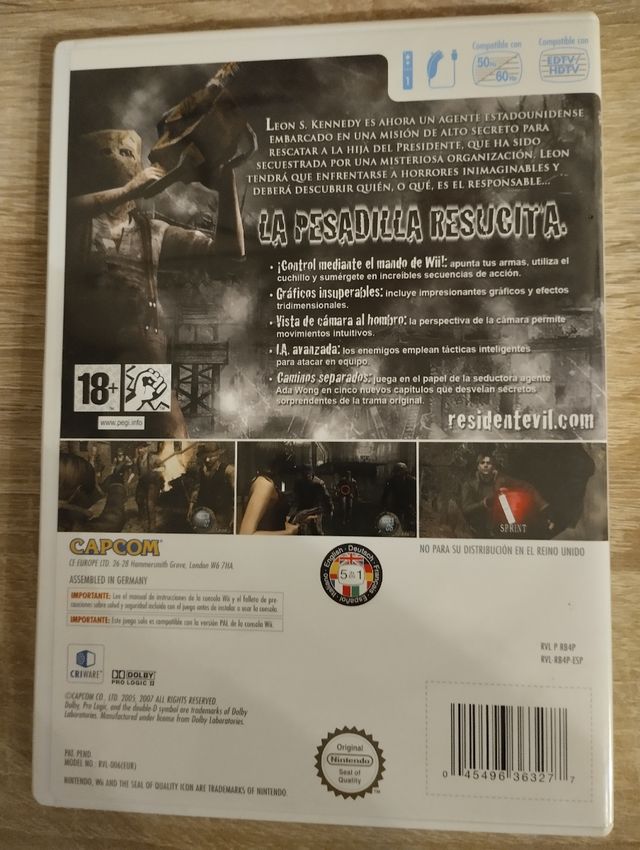 Compatible con
Compatible con
1
50Hz
60Hz
EDTV/
HDTV
LEON S. KENNEDY ES AHORA UN AGENTE ESTADOUNIDENSE
EMBARCADO EN UNA MISIÓN DE ALTO SECRETO PARA
RESCATAR A LA HIJA DEL PRESIDENTE, QUE HA SIDO
SECUESTRADA POR UNA MISTERIOSA ORGANIZACIÓN. LEON
TENDRÁ QUE ENFRENTARSE A HORRORES INIMAGINABLES Y
DEBERÁ DESCUBRIR QUIÉN, O QUÉ, ES EL RESPONSABLE...
LA PESADILLA RESUCITA.
• ¡Control mediante el mando de Wii!: apunta tus armas, utiliza el
cuchillo y sumérgete en increíbles secuencias de acción.
• Gráficos insuperables: incluye impresionantes gráficos y efectos
tridimensionales.
• Vista de cámara al hombro: la perspectiva de la cámara permite
movimientos intuitivos.
• I.A. avanzada: los enemigos emplean tácticas inteligentes
para atacar en equipo.
• Caminos separados: juega en el papel de la seductora agente
Ada Wong en cinco nuevos capítulos que desvelan secretos
sorprendentes de la trama original.
18+
www.pegi.info
residentevil.com
SPRINT
CAPCOM
CE EUROPE LTD. 26-28 Hammersmith Grove, London W6 7HA.
ASSEMBLED IN GERMANY
NO PARA SU DISTRIBUCIÓN EN EL REINO UNIDO
English • Deutsch • Français • Español • Italiano
5 in 1
IMPORTANTE: Lea el manual de instrucciones de la consola Wii y el folleto de pre-
cauciones sobre salud y seguridad incluido con el juego antes de instalar o usar la consola.
IMPORTANTE: Este juego solo es compatible con la versión PAL de la consola Wii.
RVL P RB4P
RVL-RB4P-ESP
CRIWARE
DOLBY
PRO LOGIC II
©CAPCOM CO., LTD. 2005, 2007 ALL RIGHTS RESERVED.
Dolby, Pro Logic, and the double-D symbol are trademarks of Dolby
Laboratories. Manufactured under license from Dolby Laboratories.
PAT. PEND.
MODEL NO : RVL-006(EUR)
NINTENDO, Wii AND THE SEAL OF QUALITY ICON ARE TRADEMARKS OF NINTENDO.
Original
Nintendo
Seal of
Quality
0 45496 36327 7